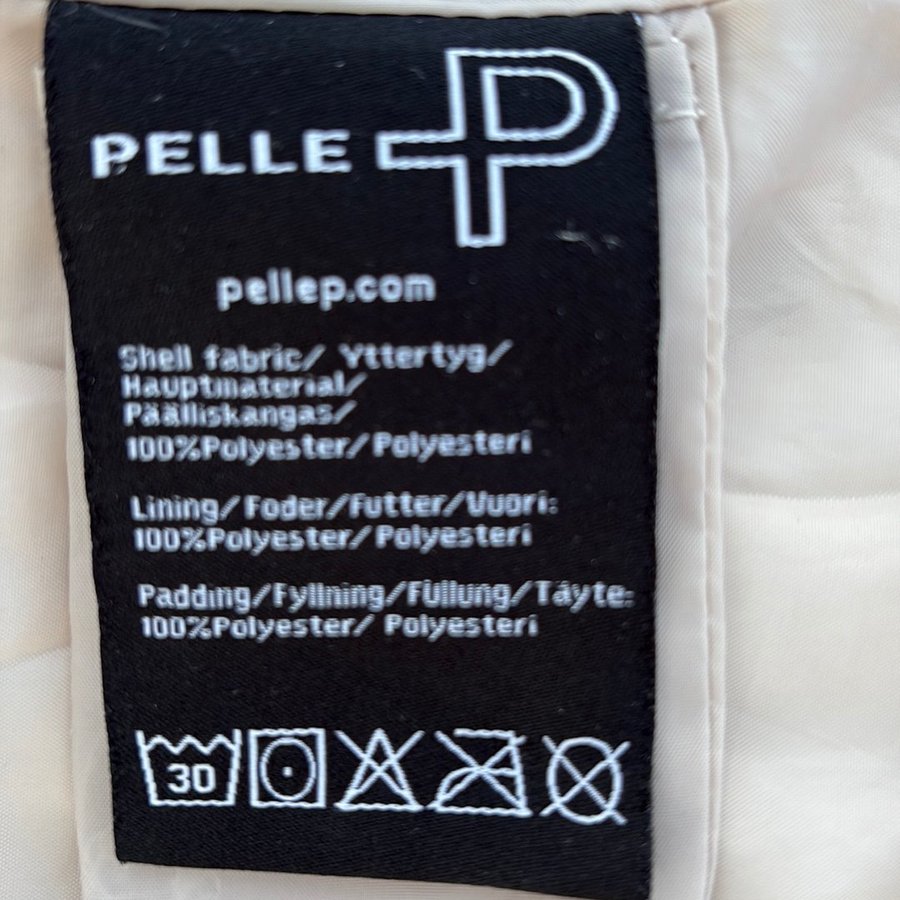 PELLE P
pellep.com
Shell fabric/ Yttertyg/
Hauptmaterial/
Päälliskangas/
100%Polyester/ Polyesteri
Lining/Foder/Futter/Vuori:
100%Polyester/Polyesteri
Padding/Fyllning/Füllung/Täyte:
100%Polyester/ Polyesteri
30